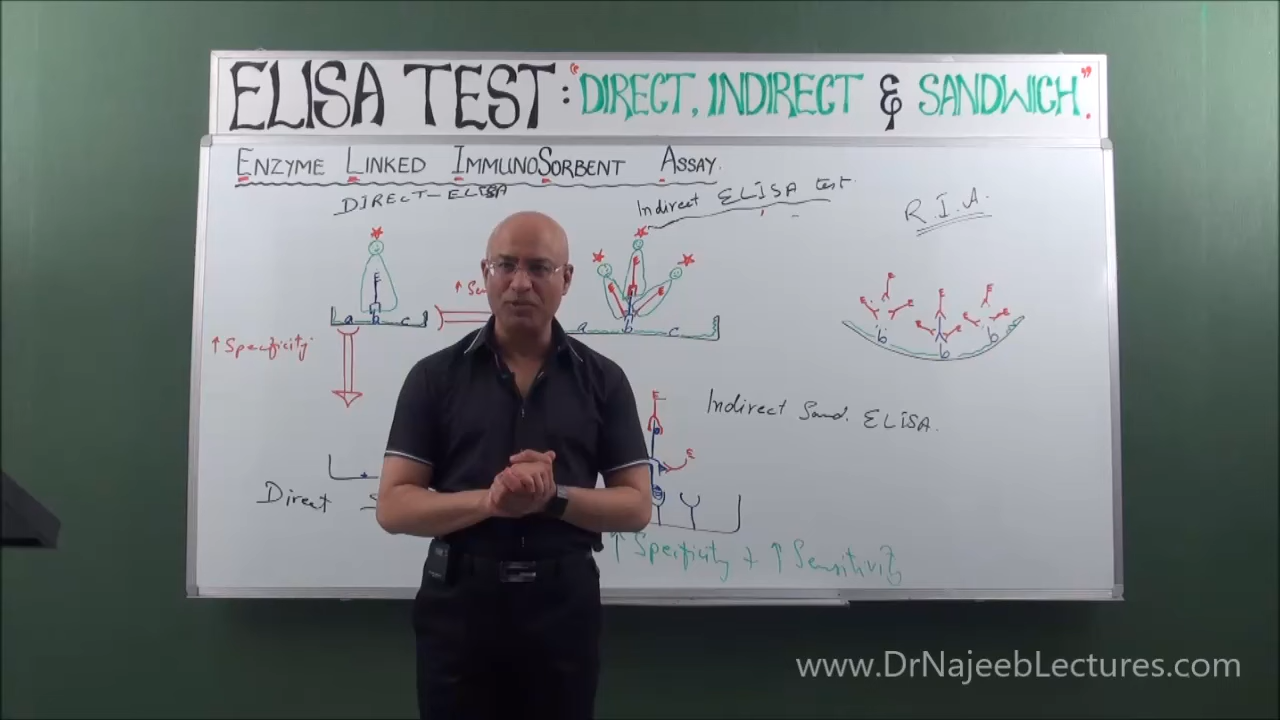 ELISA TEST: "DIRECT, INDIRECT & SANDWICH."
ENZYME LINKED IMMUNOSORBENT ASSAY.
DIRECT-ELISA
Indirect ELISA test
R.I.A.
E
E E E
E E E E E E E
a b c
a b c
b b b
↑ Specificity
E
E
Indirect Sand. ELISA.
Direct
↑ Specificity + ↑ Sensitivity
www.DrNajeebLectures.com